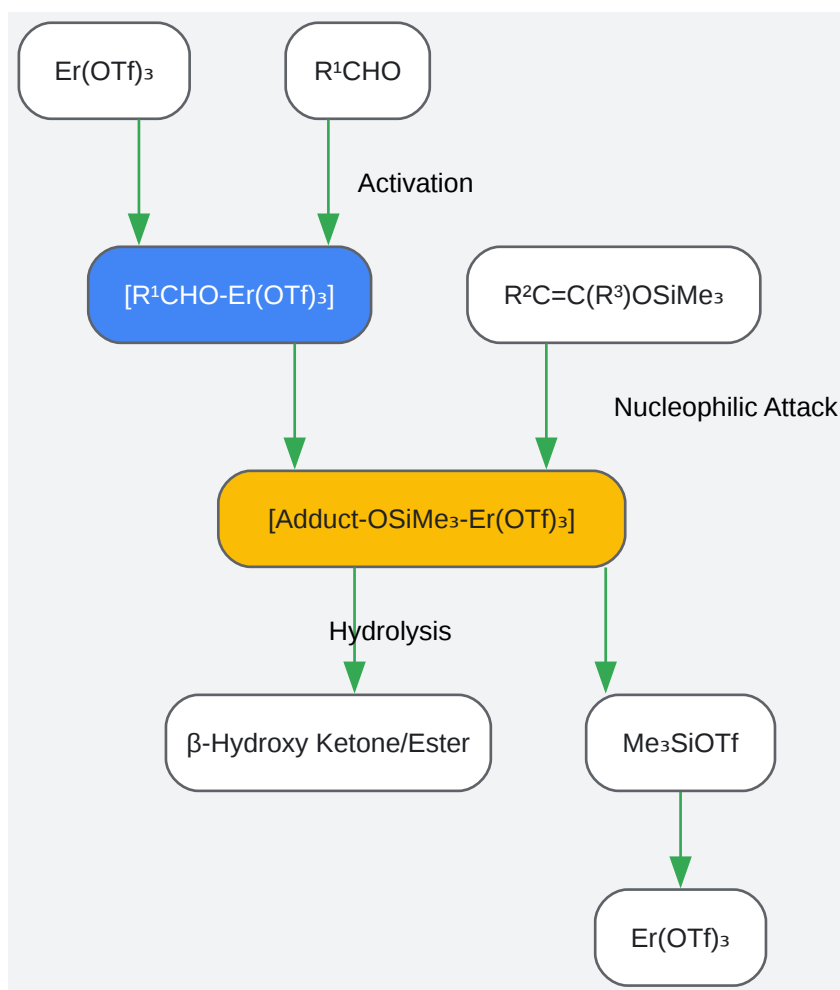 Er(OTf)₃
R¹CHO
Activation
[R¹CHO-Er(OTf)₃]
R²C=C(R³)OSiMe₃
Nucleophilic Attack
[Adduct-OSiMe₃-Er(OTf)₃]
Hydrolysis
β-Hydroxy Ketone/Ester
Me₃SiOTf
Er(OTf)₃